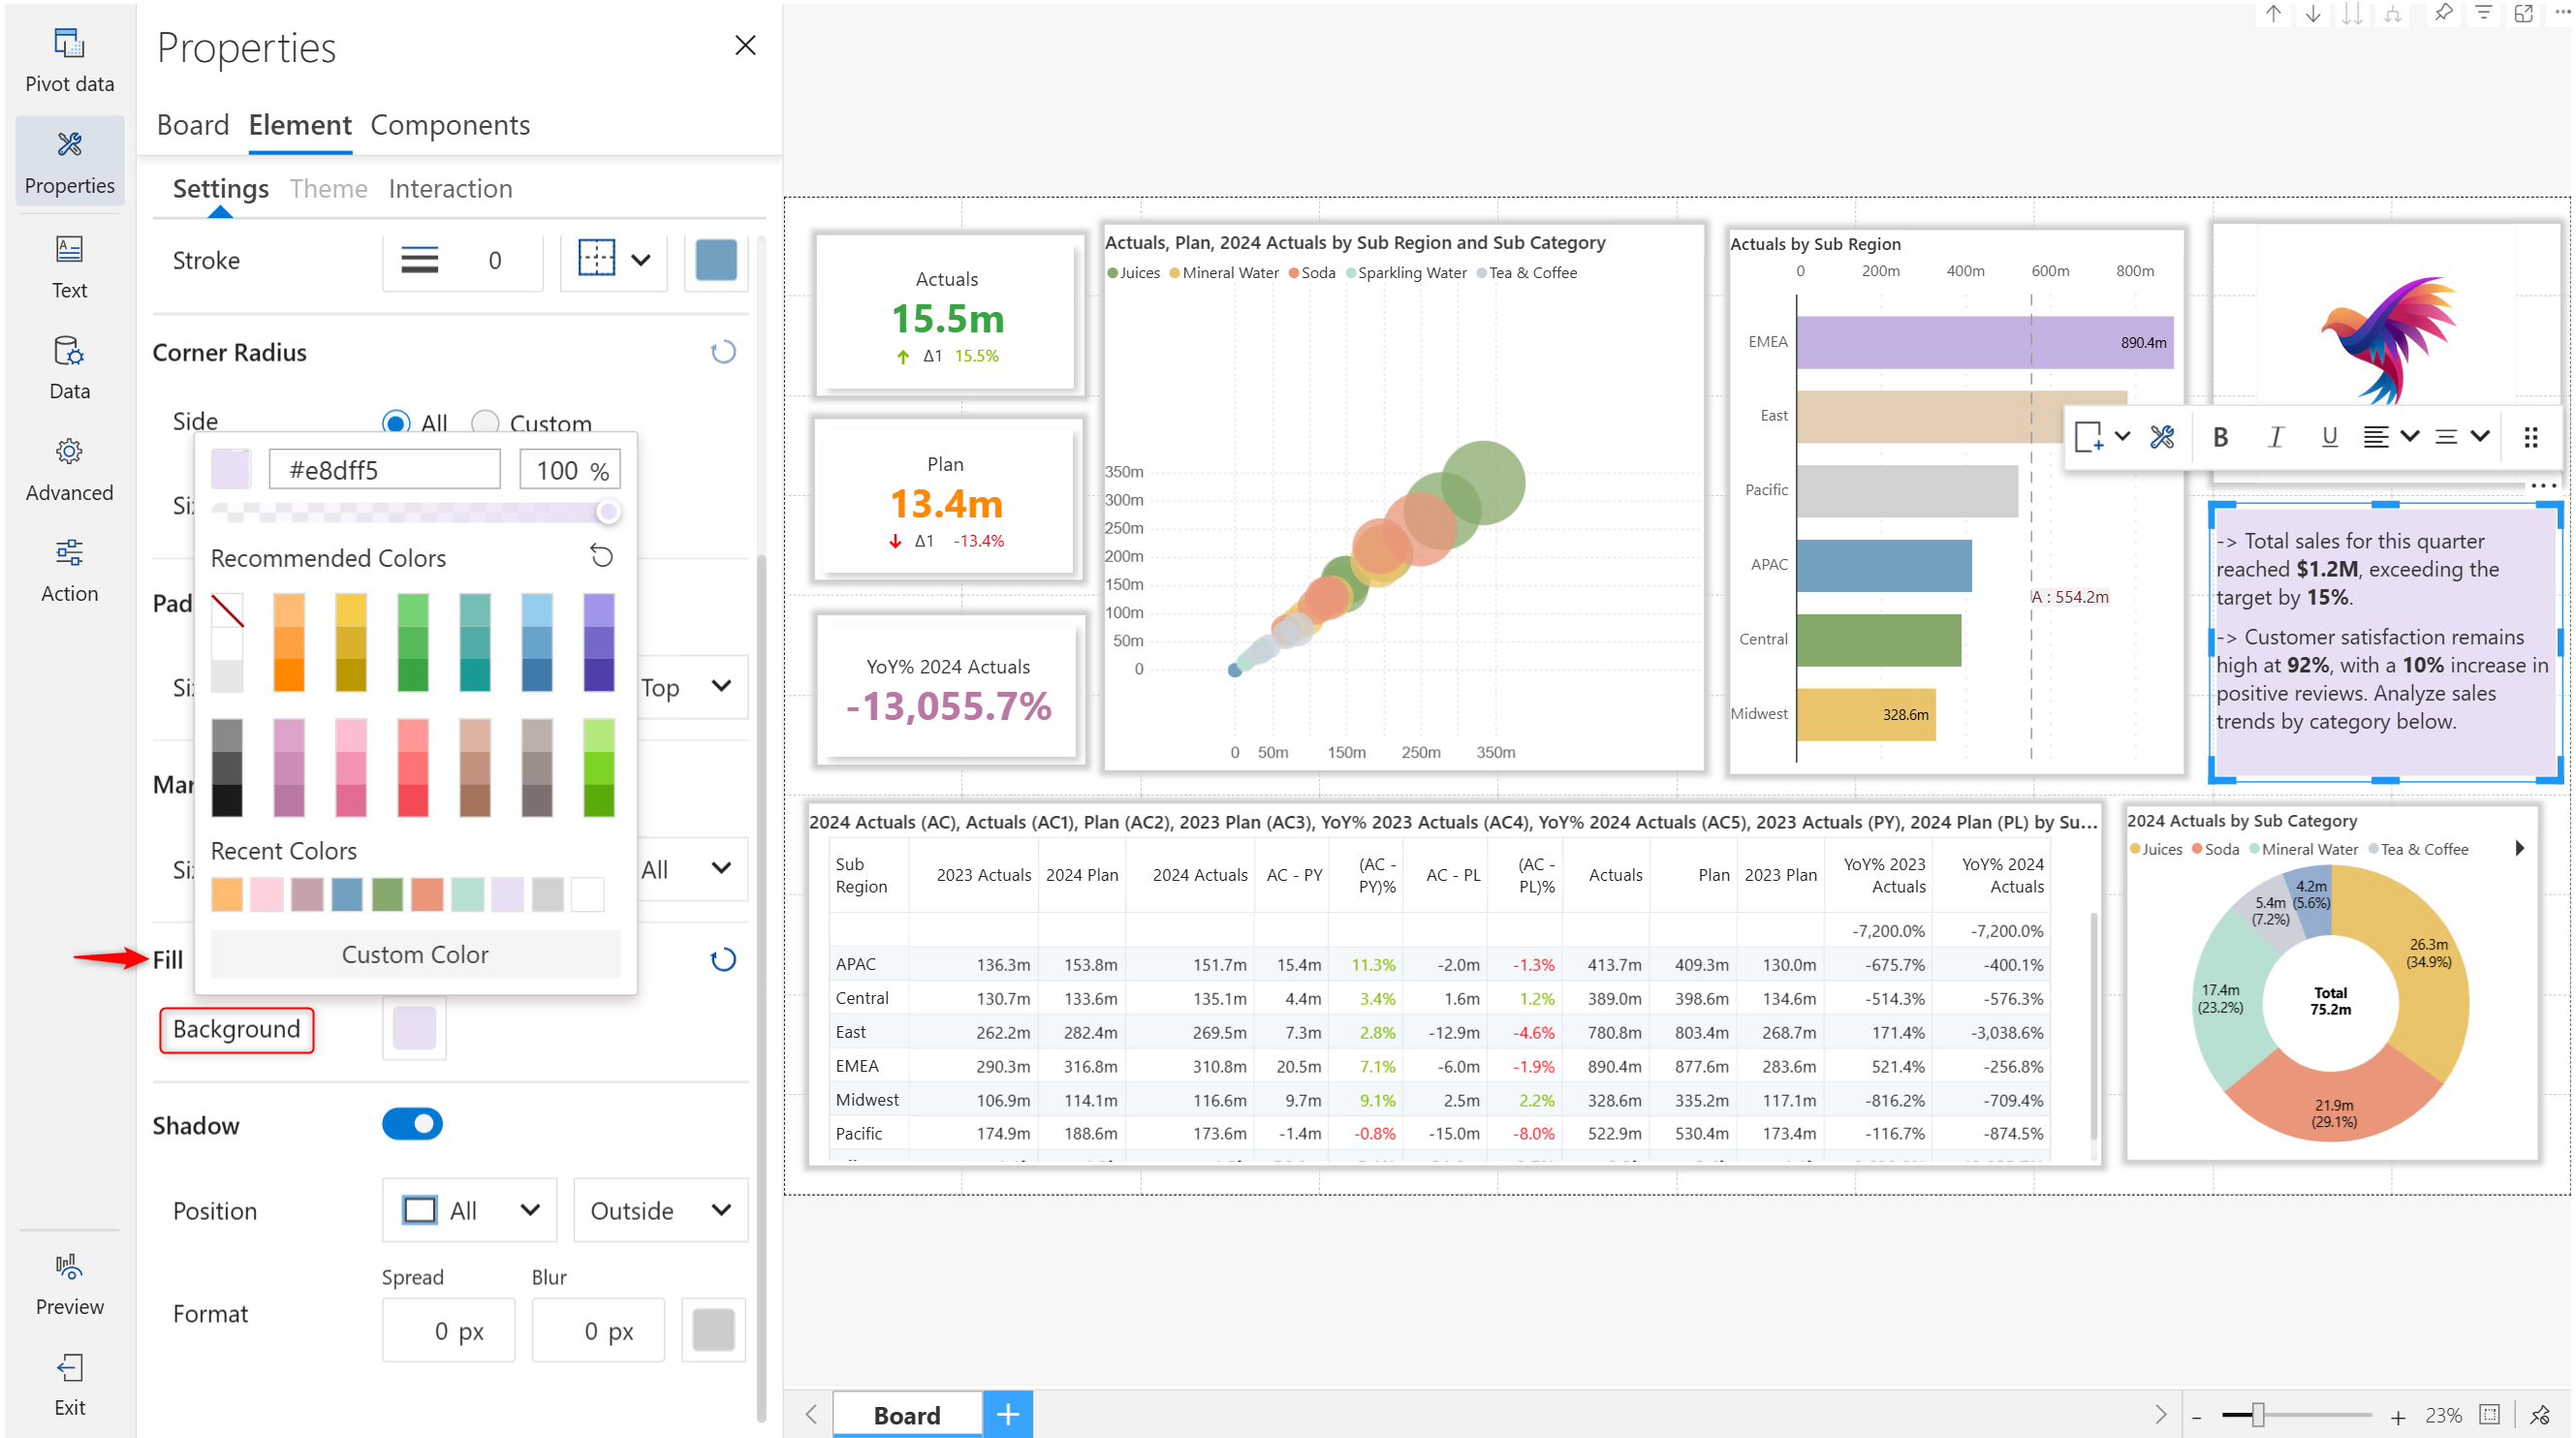 Pivot data
Properties
Text
Data
Advanced
Action
Preview
Exit
Properties
Board Element Components
Settings Theme Interaction
Stroke 0
Corner Radius
Side All Custom
#e8dff5 100 %
Recommended Colors
Top
All
Recent Colors
Custom Color
Fill
Background
Shadow
Position All Outside
Spread Blur
Format 0 px 0 px
Actuals
15.5m
Δ1 15.5%
Plan
13.4m
Δ1 -13.4%
YoY% 2024 Actuals
-13,055.7%
Actuals, Plan, 2024 Actuals by Sub Region and Sub Category
Juices Mineral Water Soda Sparkling Water Tea & Coffee
350m
300m
250m
200m
150m
100m
50m
0
0 50m 150m 250m 350m
Actuals by Sub Region
0 200m 400m 600m 800m
EMEA 890.4m
East
Pacific
APAC
A : 554.2m
Central
Midwest 328.6m
B I U
-> Total sales for this quarter
reached $1.2M, exceeding the
target by 15%.
-> Customer satisfaction remains
high at 92%, with a 10% increase in
positive reviews. Analyze sales
trends by category below.
2024 Actuals (AC), Actuals (AC1), Plan (AC2), 2023 Plan (AC3), YoY% 2023 Actuals (AC4), YoY% 2024 Actuals (AC5), 2023 Actuals (PY), 2024 Plan (PL) by Su...
Sub Region 2023 Actuals 2024 Plan 2024 Actuals AC - PY (AC - PY)% AC - PL (AC - PL)% Actuals Plan 2023 Plan YoY% 2023 Actuals YoY% 2024 Actuals
-7,200.0% -7,200.0%
APAC 136.3m 153.8m 151.7m 15.4m 11.3% -2.0m -1.3% 413.7m 409.3m 130.0m -675.7% -400.1%
Central 130.7m 133.6m 135.1m 4.4m 3.4% 1.6m 1.2% 389.0m 398.6m 134.6m -514.3% -576.3%
East 262.2m 282.4m 269.5m 7.3m 2.8% -12.9m -4.6% 780.8m 803.4m 268.7m 171.4% -3,038.6%
EMEA 290.3m 316.8m 310.8m 20.5m 7.1% -6.0m -1.9% 890.4m 877.6m 283.6m 521.4% -256.8%
Midwest 106.9m 114.1m 116.6m 9.7m 9.1% 2.5m 2.2% 328.6m 335.2m 117.1m -816.2% -709.4%
Pacific 174.9m 188.6m 173.6m -1.4m -0.8% -15.0m -8.0% 522.9m 530.4m 173.4m -116.7% -874.5%
2024 Actuals by Sub Category
Juices Soda Mineral Water Tea & Coffee
4.2m
(5.6%)
5.4m
(7.2%)
26.3m
(34.9%)
17.4m
(23.2%)
Total
75.2m
21.9m
(29.1%)
Board
- + 23%